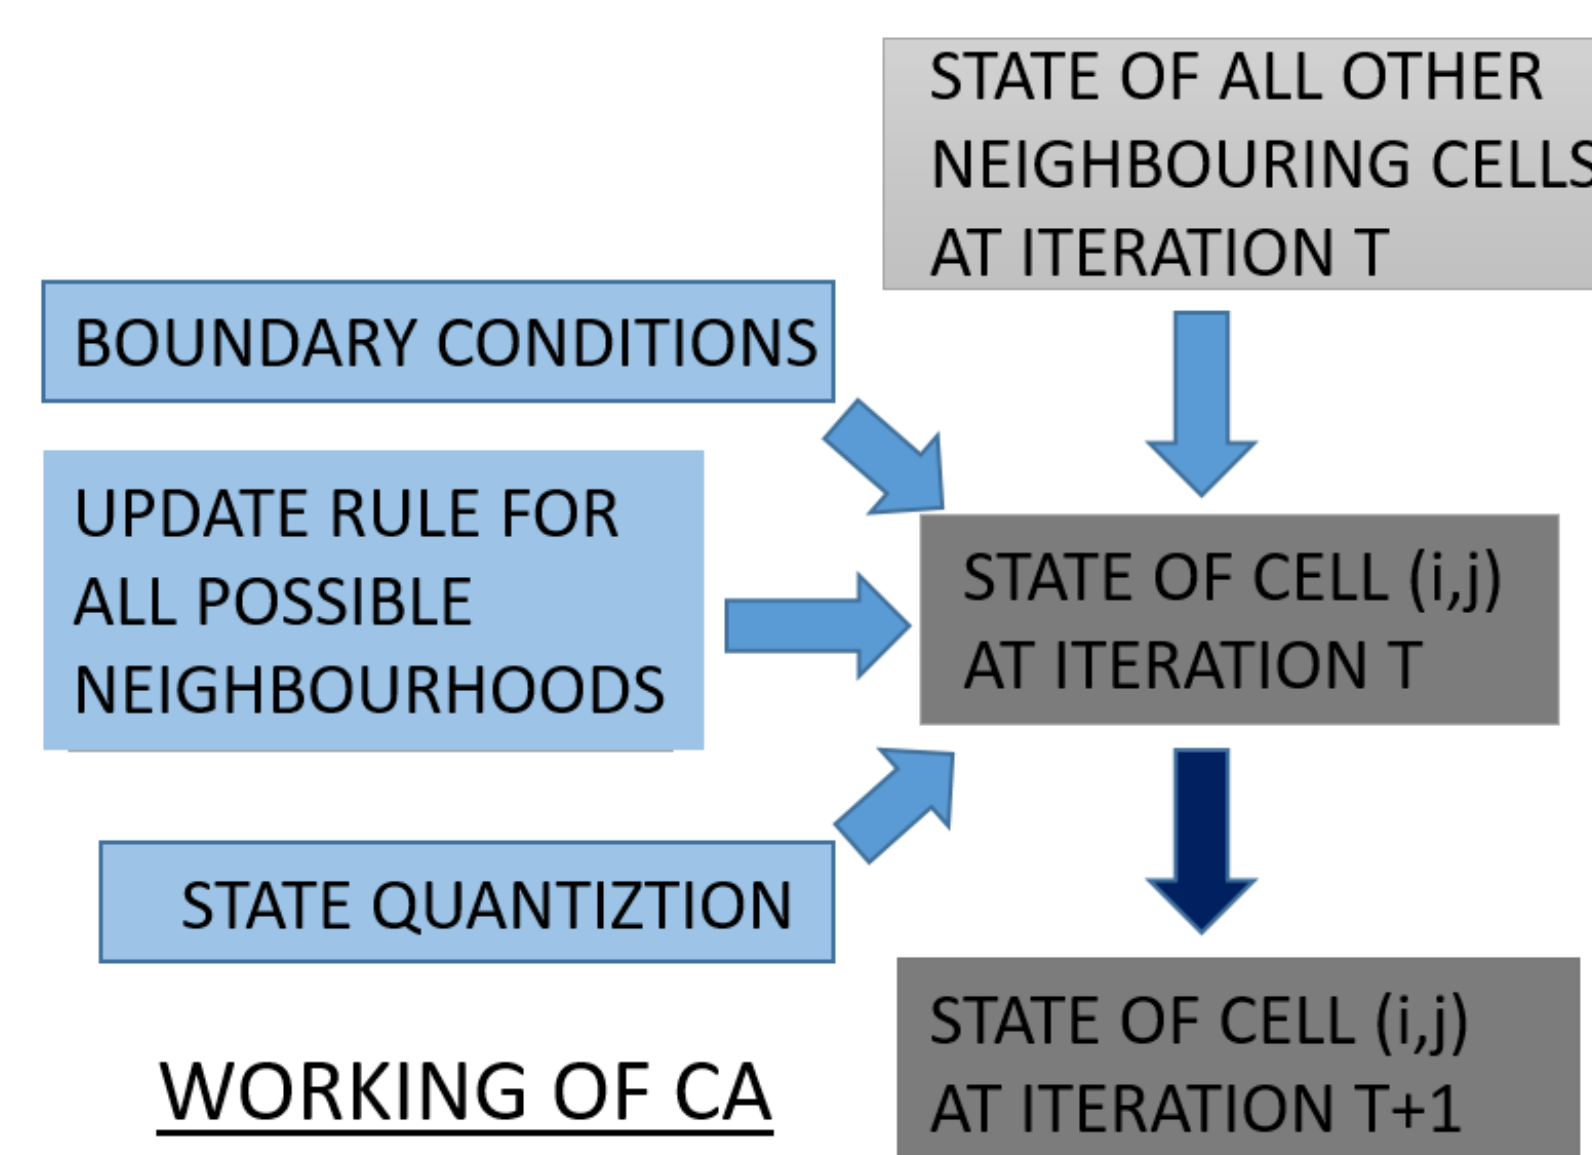 STATE OF ALL OTHER
NEIGHBOURING CELLS
AT ITERATION T
BOUNDARY CONDITIONS
UPDATE RULE FOR
ALL POSSIBLE
NEIGHBOURHOODS
STATE OF CELL (i,j)
AT ITERATION T
STATE QUANTIZTION
STATE OF CELL (i,j)
AT ITERATION T+1
WORKING OF CA